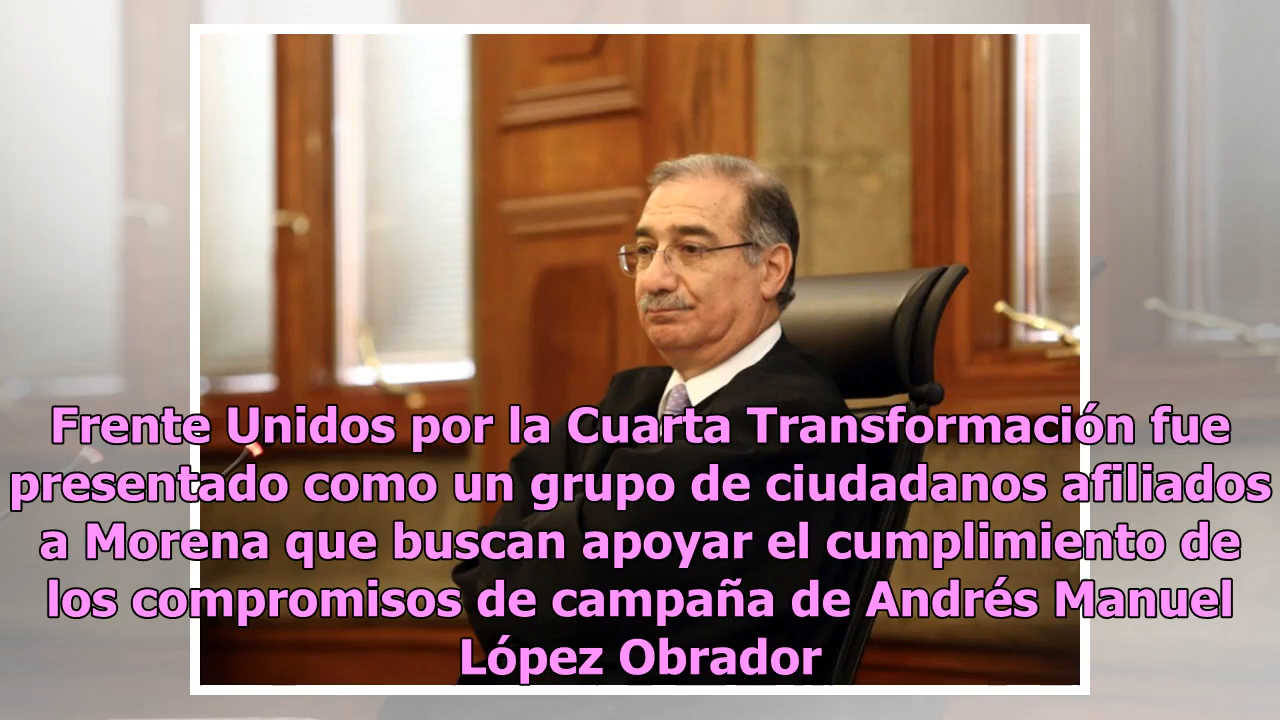 Frente Unidos por la Cuarta Transformación fue
presentado como un grupo de ciudadanos afiliados
a Morena que buscan apoyar el cumplimiento de
los compromisos de campaña de Andrés Manuel
López Obrador